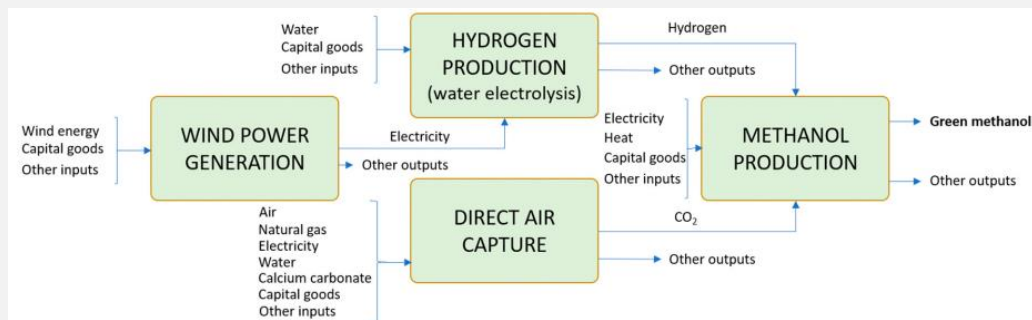 Water
Capital goods
Other inputs
HYDROGEN
PRODUCTION
(water electrolysis)
Hydrogen
Other outputs
Wind energy
Capital goods
Other inputs
WIND POWER
GENERATION
Electricity
Other outputs
Electricity
Heat
Capital goods
Other inputs
METHANOL
PRODUCTION
Green methanol
Other outputs
Air
Natural gas
Electricity
Water
Calcium carbonate
Capital goods
Other inputs
DIRECT AIR
CAPTURE
CO₂
Other outputs